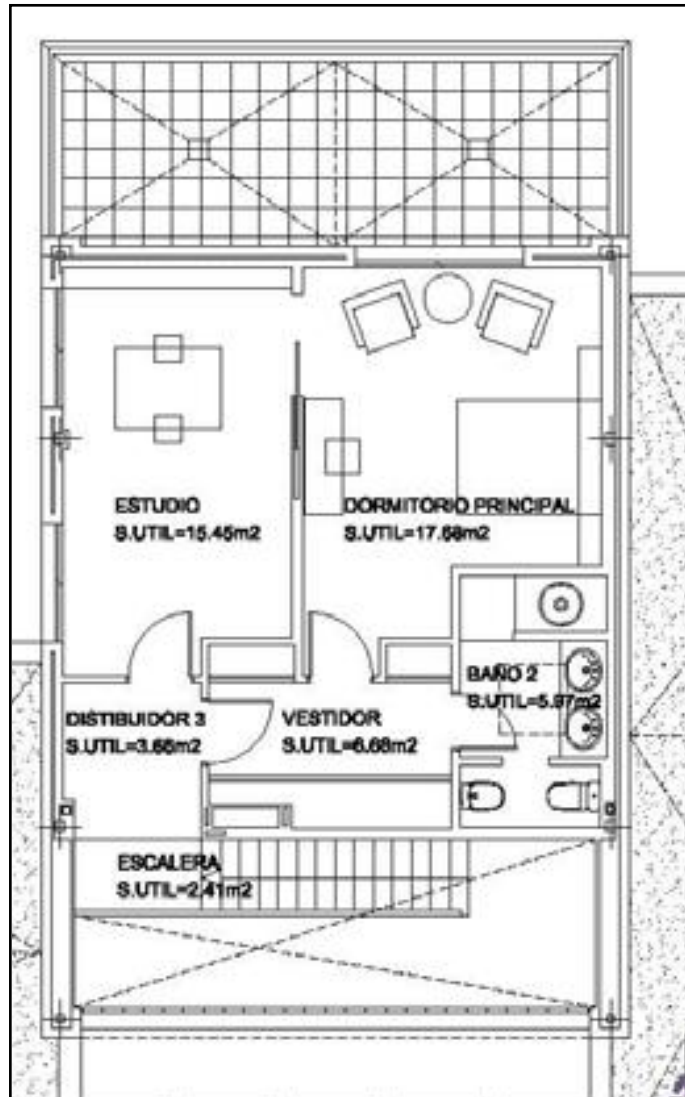 ESTUDIO
S.UTIL=15.45m2
DORMITORIO PRINCIPAL
S.UTIL=17.68m2
BAÑO 2
S.UTIL=5.97m2
DISTIBUIDOR 3
S.UTIL=3.65m2
VESTIDOR
S.UTIL=6.68m2
ESCALERA
S.UTIL=2.41m2